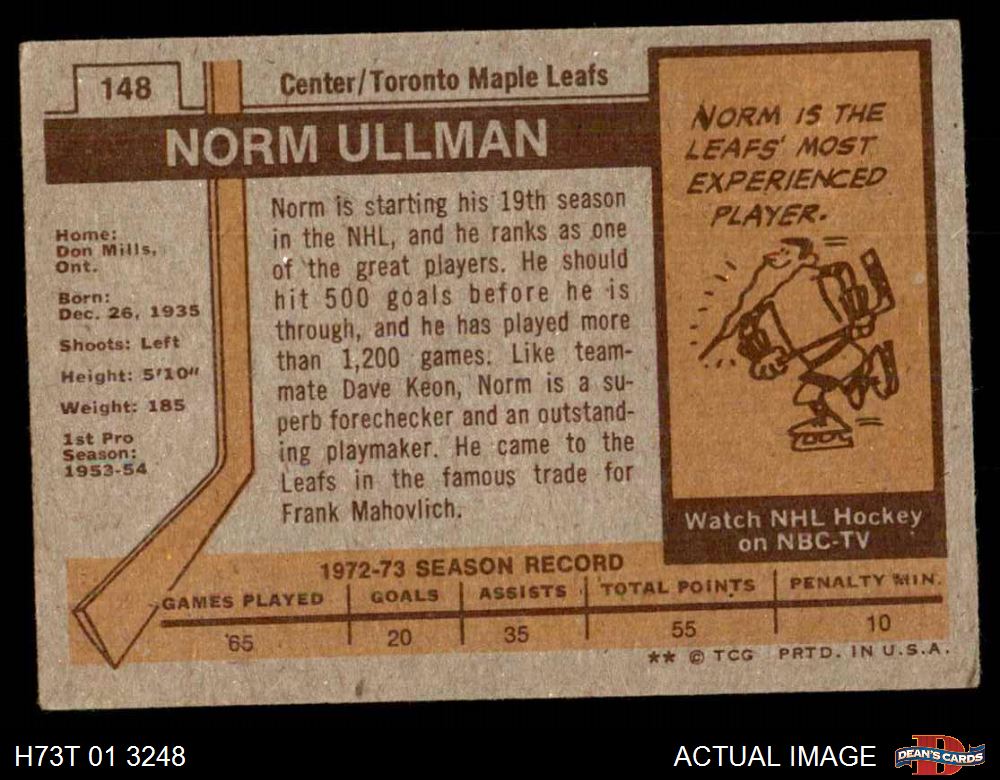 148
Center/Toronto Maple Leafs
NORM ULLMAN
Home:
Don Mills,
Ont.
Born:
Dec. 26, 1935
Shoots: Left
Height: 5'10"
Weight: 185
1st Pro
Season:
1953-54
Norm is starting his 19th season
in the NHL, and he ranks as one
of the great players. He should
hit 500 goals before he is
through, and he has played more
than 1,200 games. Like team-
mate Dave Keon, Norm is a su-
perb forechecker and an outstand-
ing playmaker. He came to the
Leafs in the famous trade for
Frank Mahovlich.
NORM IS THE
LEAFS' MOST
EXPERIENCED
PLAYER.
Watch NHL Hockey
on NBC-TV
1972-73 SEASON RECORD
GAMES PLAYED GOALS ASSISTS TOTAL POINTS PENALTY MIN.
65 20 35 55 10
** © TCG PRTD. IN U.S.A.
H73T 01 3248
ACTUAL IMAGE
DEAN'S CARDS